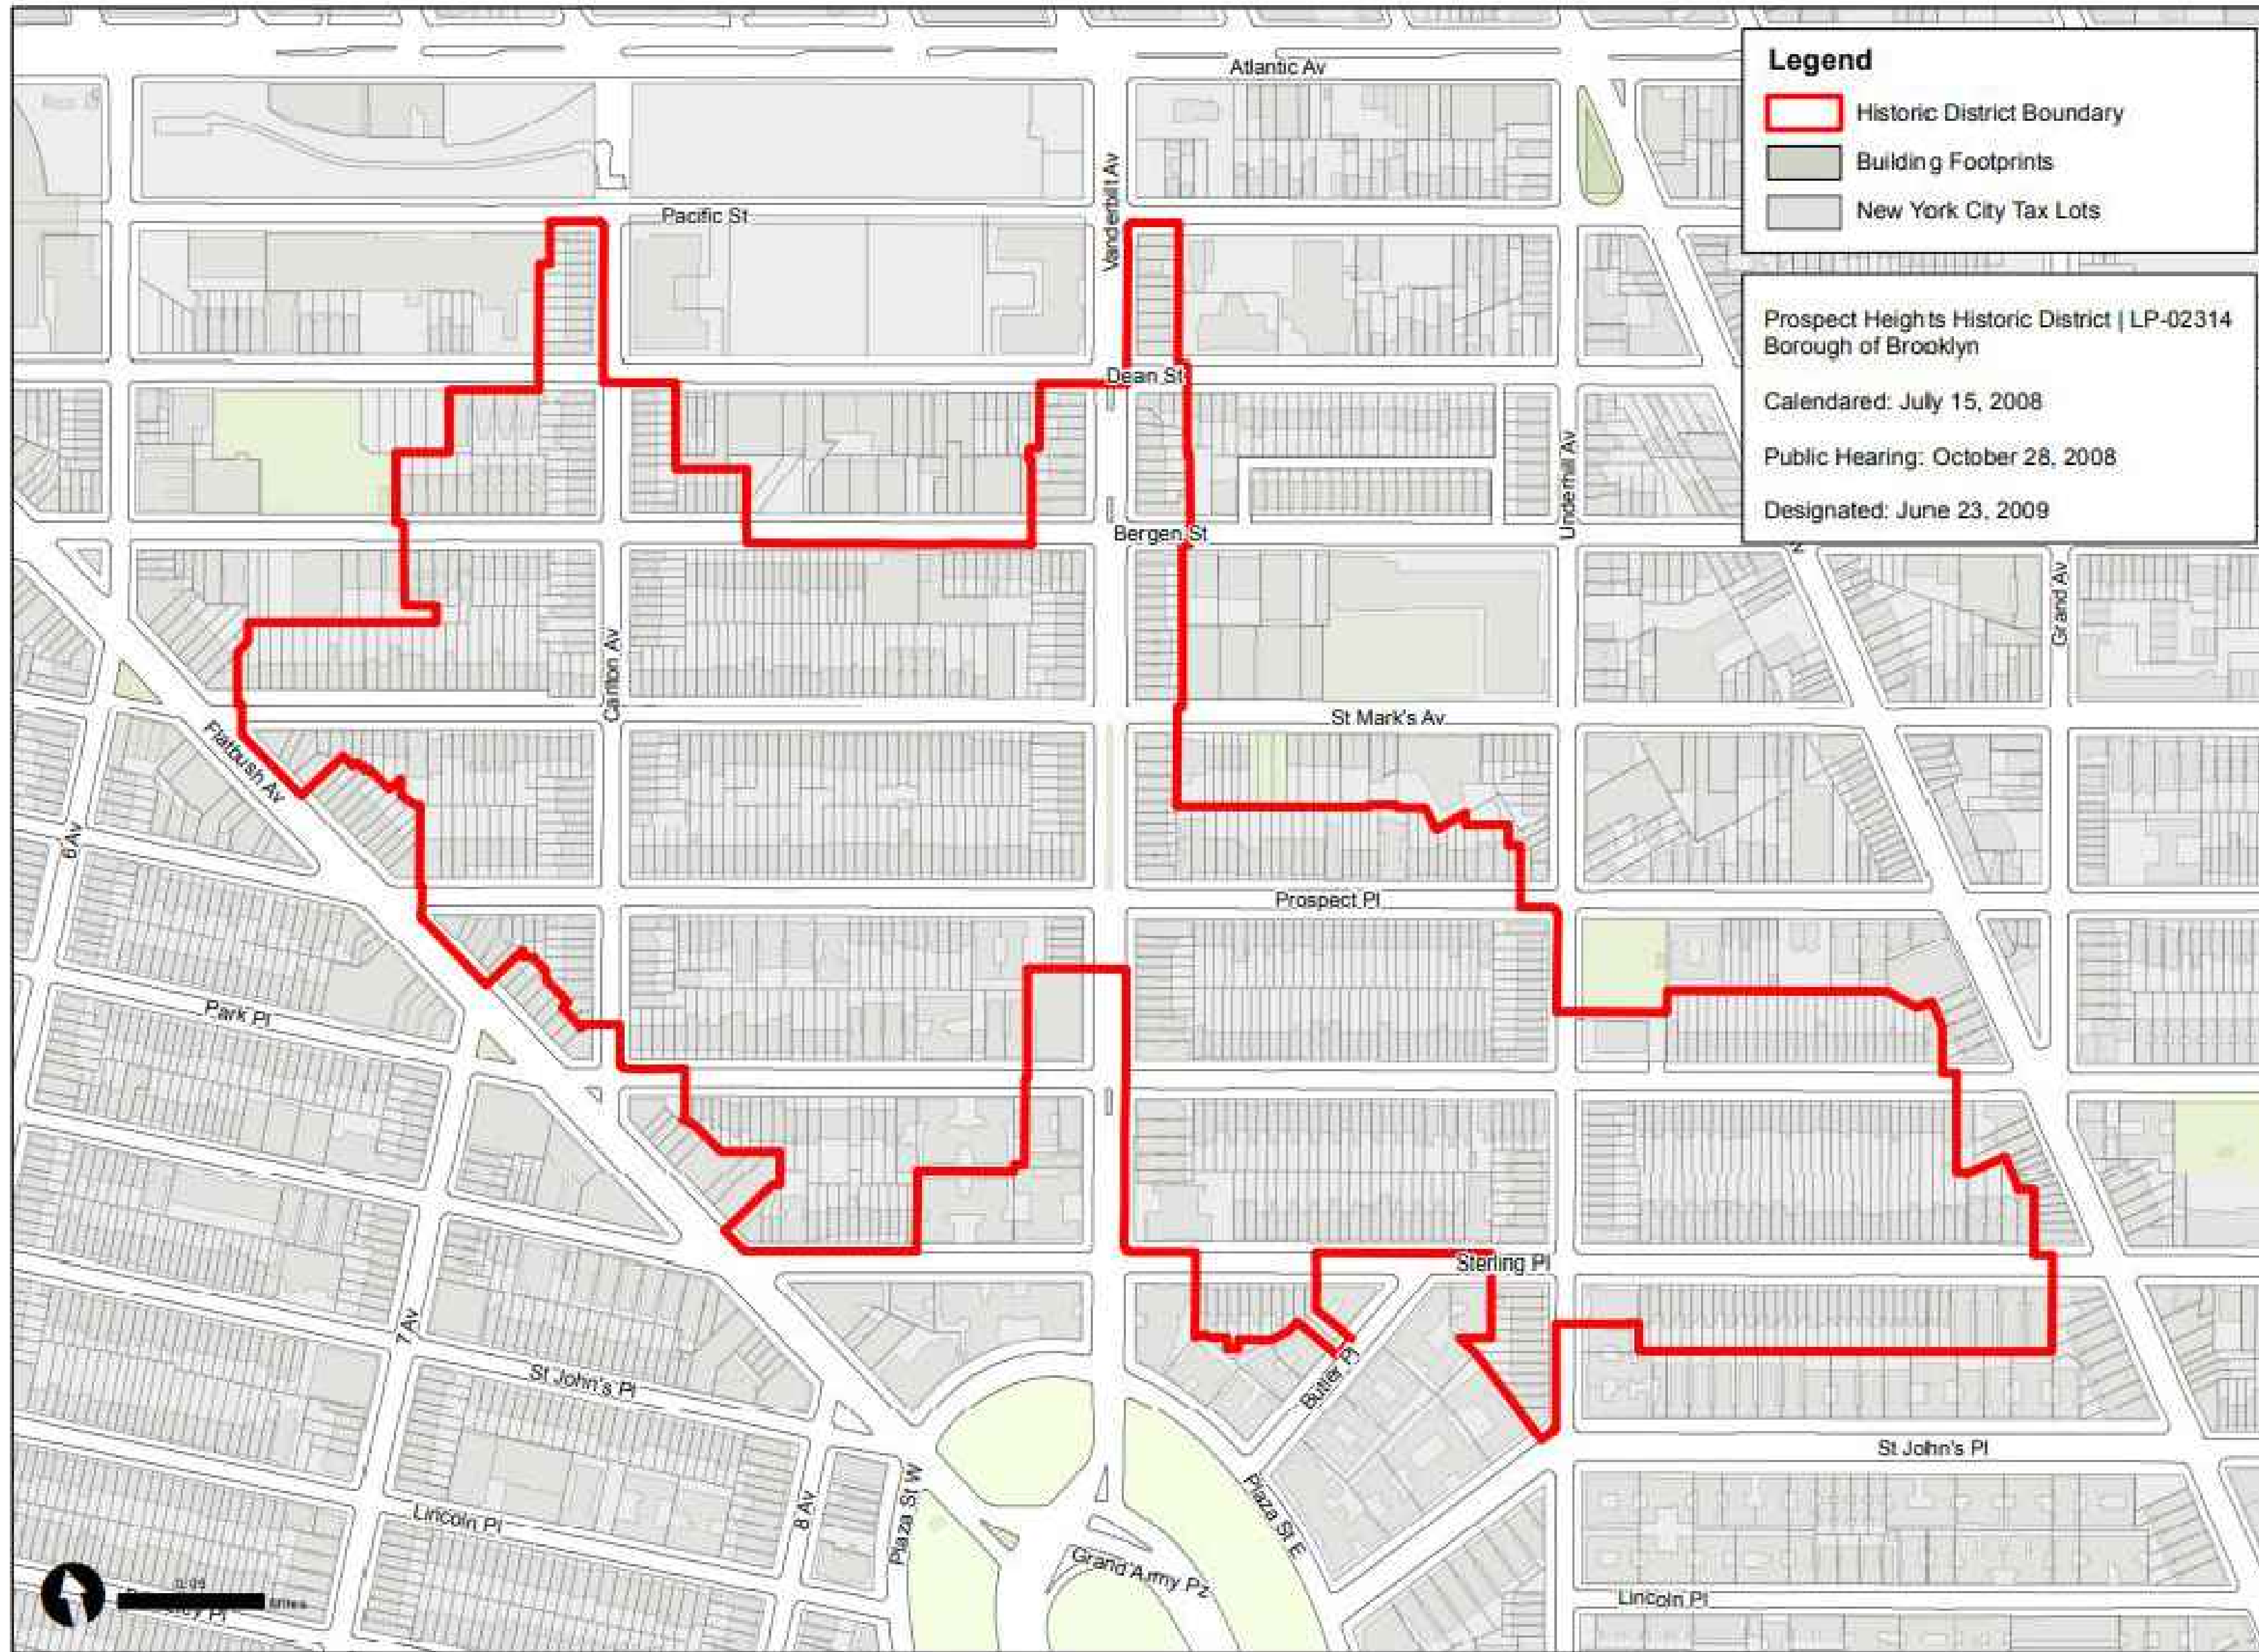 Atlantic Av
Legend
Historic District Boundary
Building Footprints
New York City Tax Lots
Vanderbilt Av
Pacific St
Prospect Heights Historic District | LP-02314
Borough of Brooklyn
Calendared: July 15, 2008
Public Hearing: October 28, 2008
Designated: June 23, 2009
Dean St
Underhill Av
Bergen St
Grand Av
Carlton Av
St Mark's Av
Flatbush Av
6 Av
Prospect Pl
Park Pl
Sterling Pl
7 Av
Butler Pl
St John's Pl
St John's Pl
Plaza St W
8 Av
Plaza St E
Lincoln Pl
Grand Army Pz
0.05
Lincoln Pl